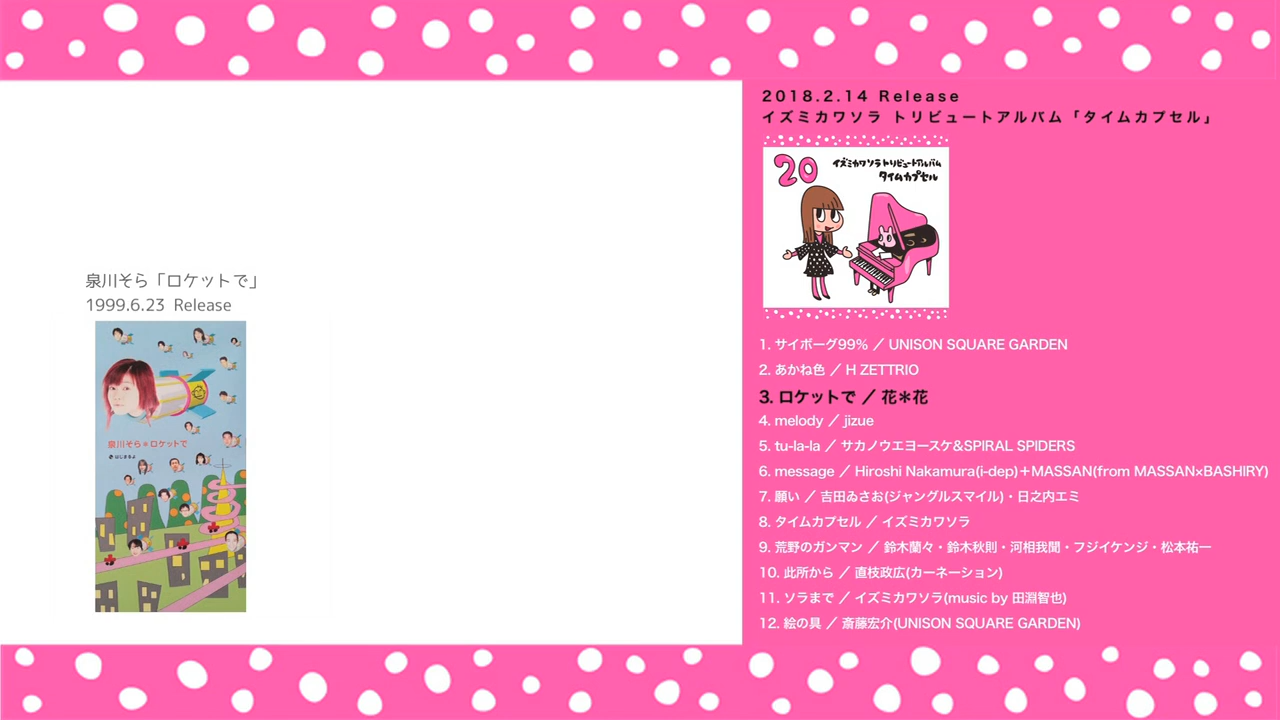 2018.2.14 Release
イズミカワソラ トリビュートアルバム「タイムカプセル」
20
イズミカワソラトリビュートアルバム
タイムカプセル
泉川そら「ロケットで」
1999.6.23 Release
泉川そら＊ロケットで
はじまるよ
1. サイボーグ99% ／ UNISON SQUARE GARDEN
2. あかね色 ／ H ZETTRIO
3. ロケットで ／ 花＊花
4. melody ／ jizue
5. tu-la-la ／ サカノウエヨースケ&SPIRAL SPIDERS
6. message ／ Hiroshi Nakamura(i-dep)＋MASSAN(from MASSAN×BASHIRY)
7. 願い ／ 吉田ゐさお(ジャングルスマイル)・日之内エミ
8. タイムカプセル ／ イズミカワソラ
9. 荒野のガンマン ／ 鈴木蘭々・鈴木秋則・河相我聞・フジイケンジ・松本祐一
10. 此所から ／ 直枝政広(カーネーション)
11. ソラまで ／ イズミカワソラ(music by 田淵智也)
12. 絵の具 ／ 斎藤宏介(UNISON SQUARE GARDEN)